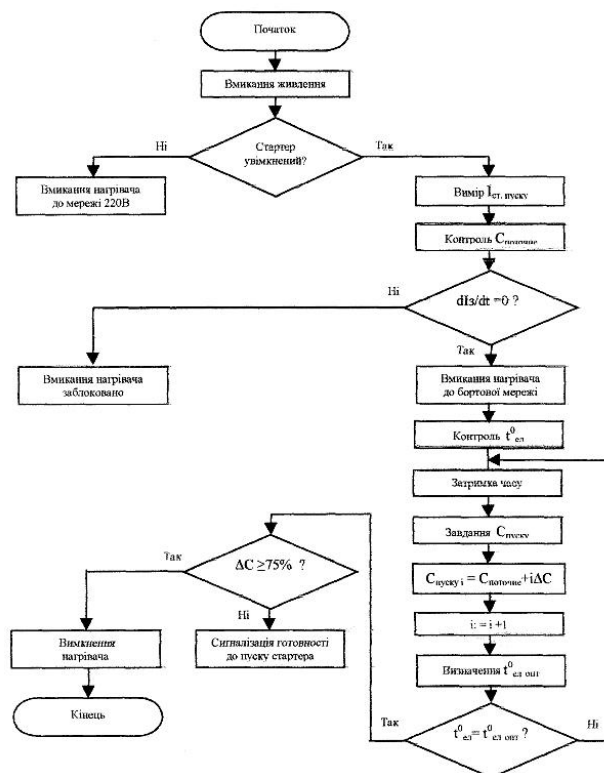 Початок
Вмикання живлення
Ні
Стартер
увімкнений?
Так
Вмикання нагрівача
до мережі 220В
Вимір Iст. пуску
Контроль Cпоточне
Ні
dIз/dt =0 ?
Так
Вмикання нагрівача
заблоковано
Вмикання нагрівача
до бортової мережі
Контроль t⁰ел
Затримка часу
Завдання Cпуску
ΔC ≥75% ?
Так
Cпуску i = Cпоточне+iΔC
Ні
i: = i +1
Вимкнення
нагрівача
Сигналізація готовності
до пуску стартера
Визначення t⁰ел опт
Кінець
Так
t⁰ел= t⁰ел опт ?
Ні